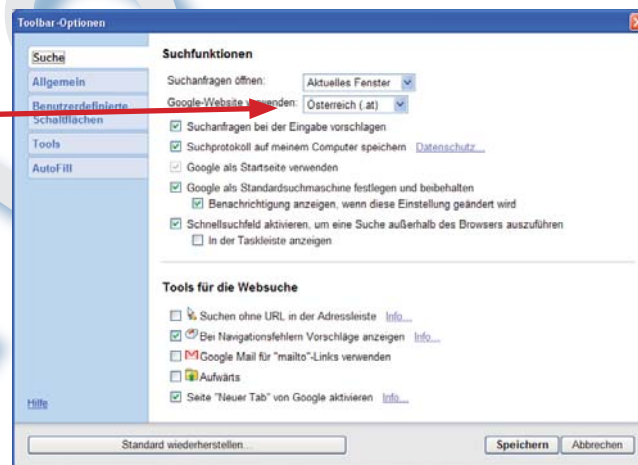 Toolbar-Optionen
Suche
Allgemein
Benutzerdefinierte
Schaltflächen
Tools
AutoFill
Hilfe
Suchfunktionen
Suchanfragen öffnen: Aktuelles Fenster
Google-Website verwenden: Österreich (.at)
Suchanfragen bei der Eingabe vorschlagen
Suchprotokoll auf meinem Computer speichern Datenschutz...
Google als Startseite verwenden
Google als Standardsuchmaschine festlegen und beibehalten
Benachrichtigung anzeigen, wenn diese Einstellung geändert wird
Schnellsuchfeld aktivieren, um eine Suche außerhalb des Browsers auszuführen
In der Taskleiste anzeigen
Tools für die Websuche
Suchen ohne URL in der Adressleiste Info...
Bei Navigationsfehlern Vorschläge anzeigen Info...
Google Mail für "mailto"-Links verwenden
Aufwärts
Seite "Neuer Tab" von Google aktivieren Info...
Standard wiederherstellen... Speichern Abbrechen